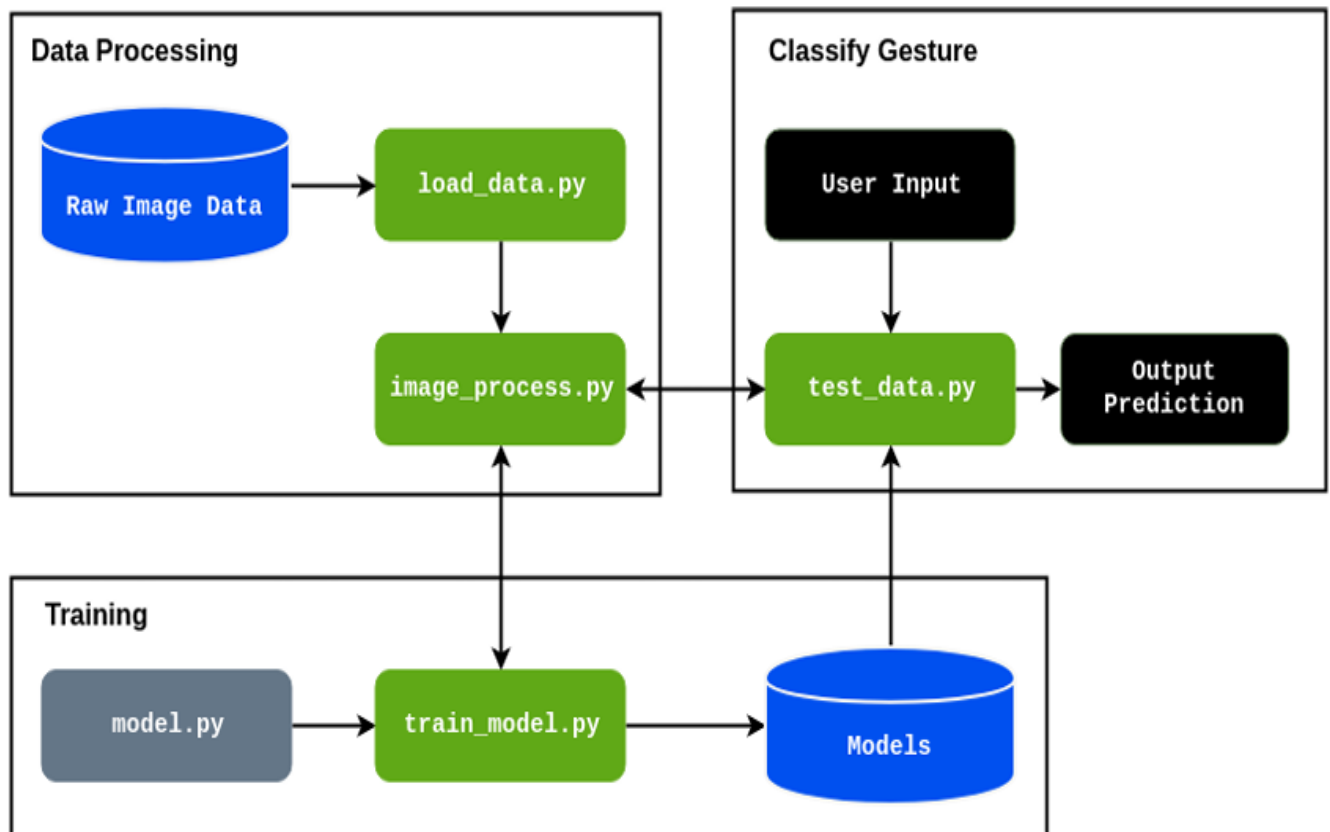 Data Processing
Raw Image Data
load_data.py
image_process.py
Classify Gesture
User Input
test_data.py
Output
Prediction
Training
model.py
train_model.py
Models